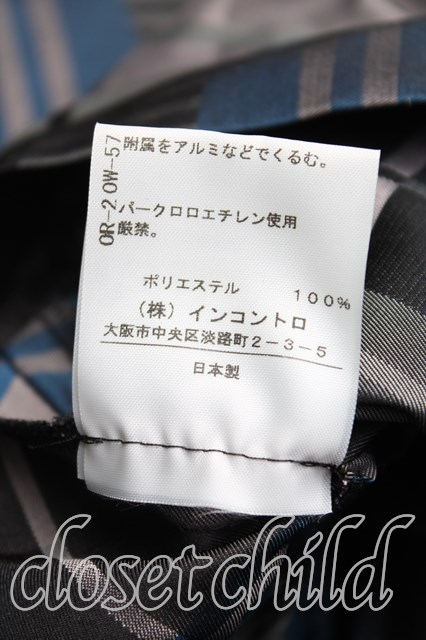 附属をアルミなどでくるむ。
OR-20W-57
パークロロエチレン使用
厳禁。
ポリエステル 100%
(株)インコントロ
大阪市中央区淡路町2-3-5
日本製
closet child